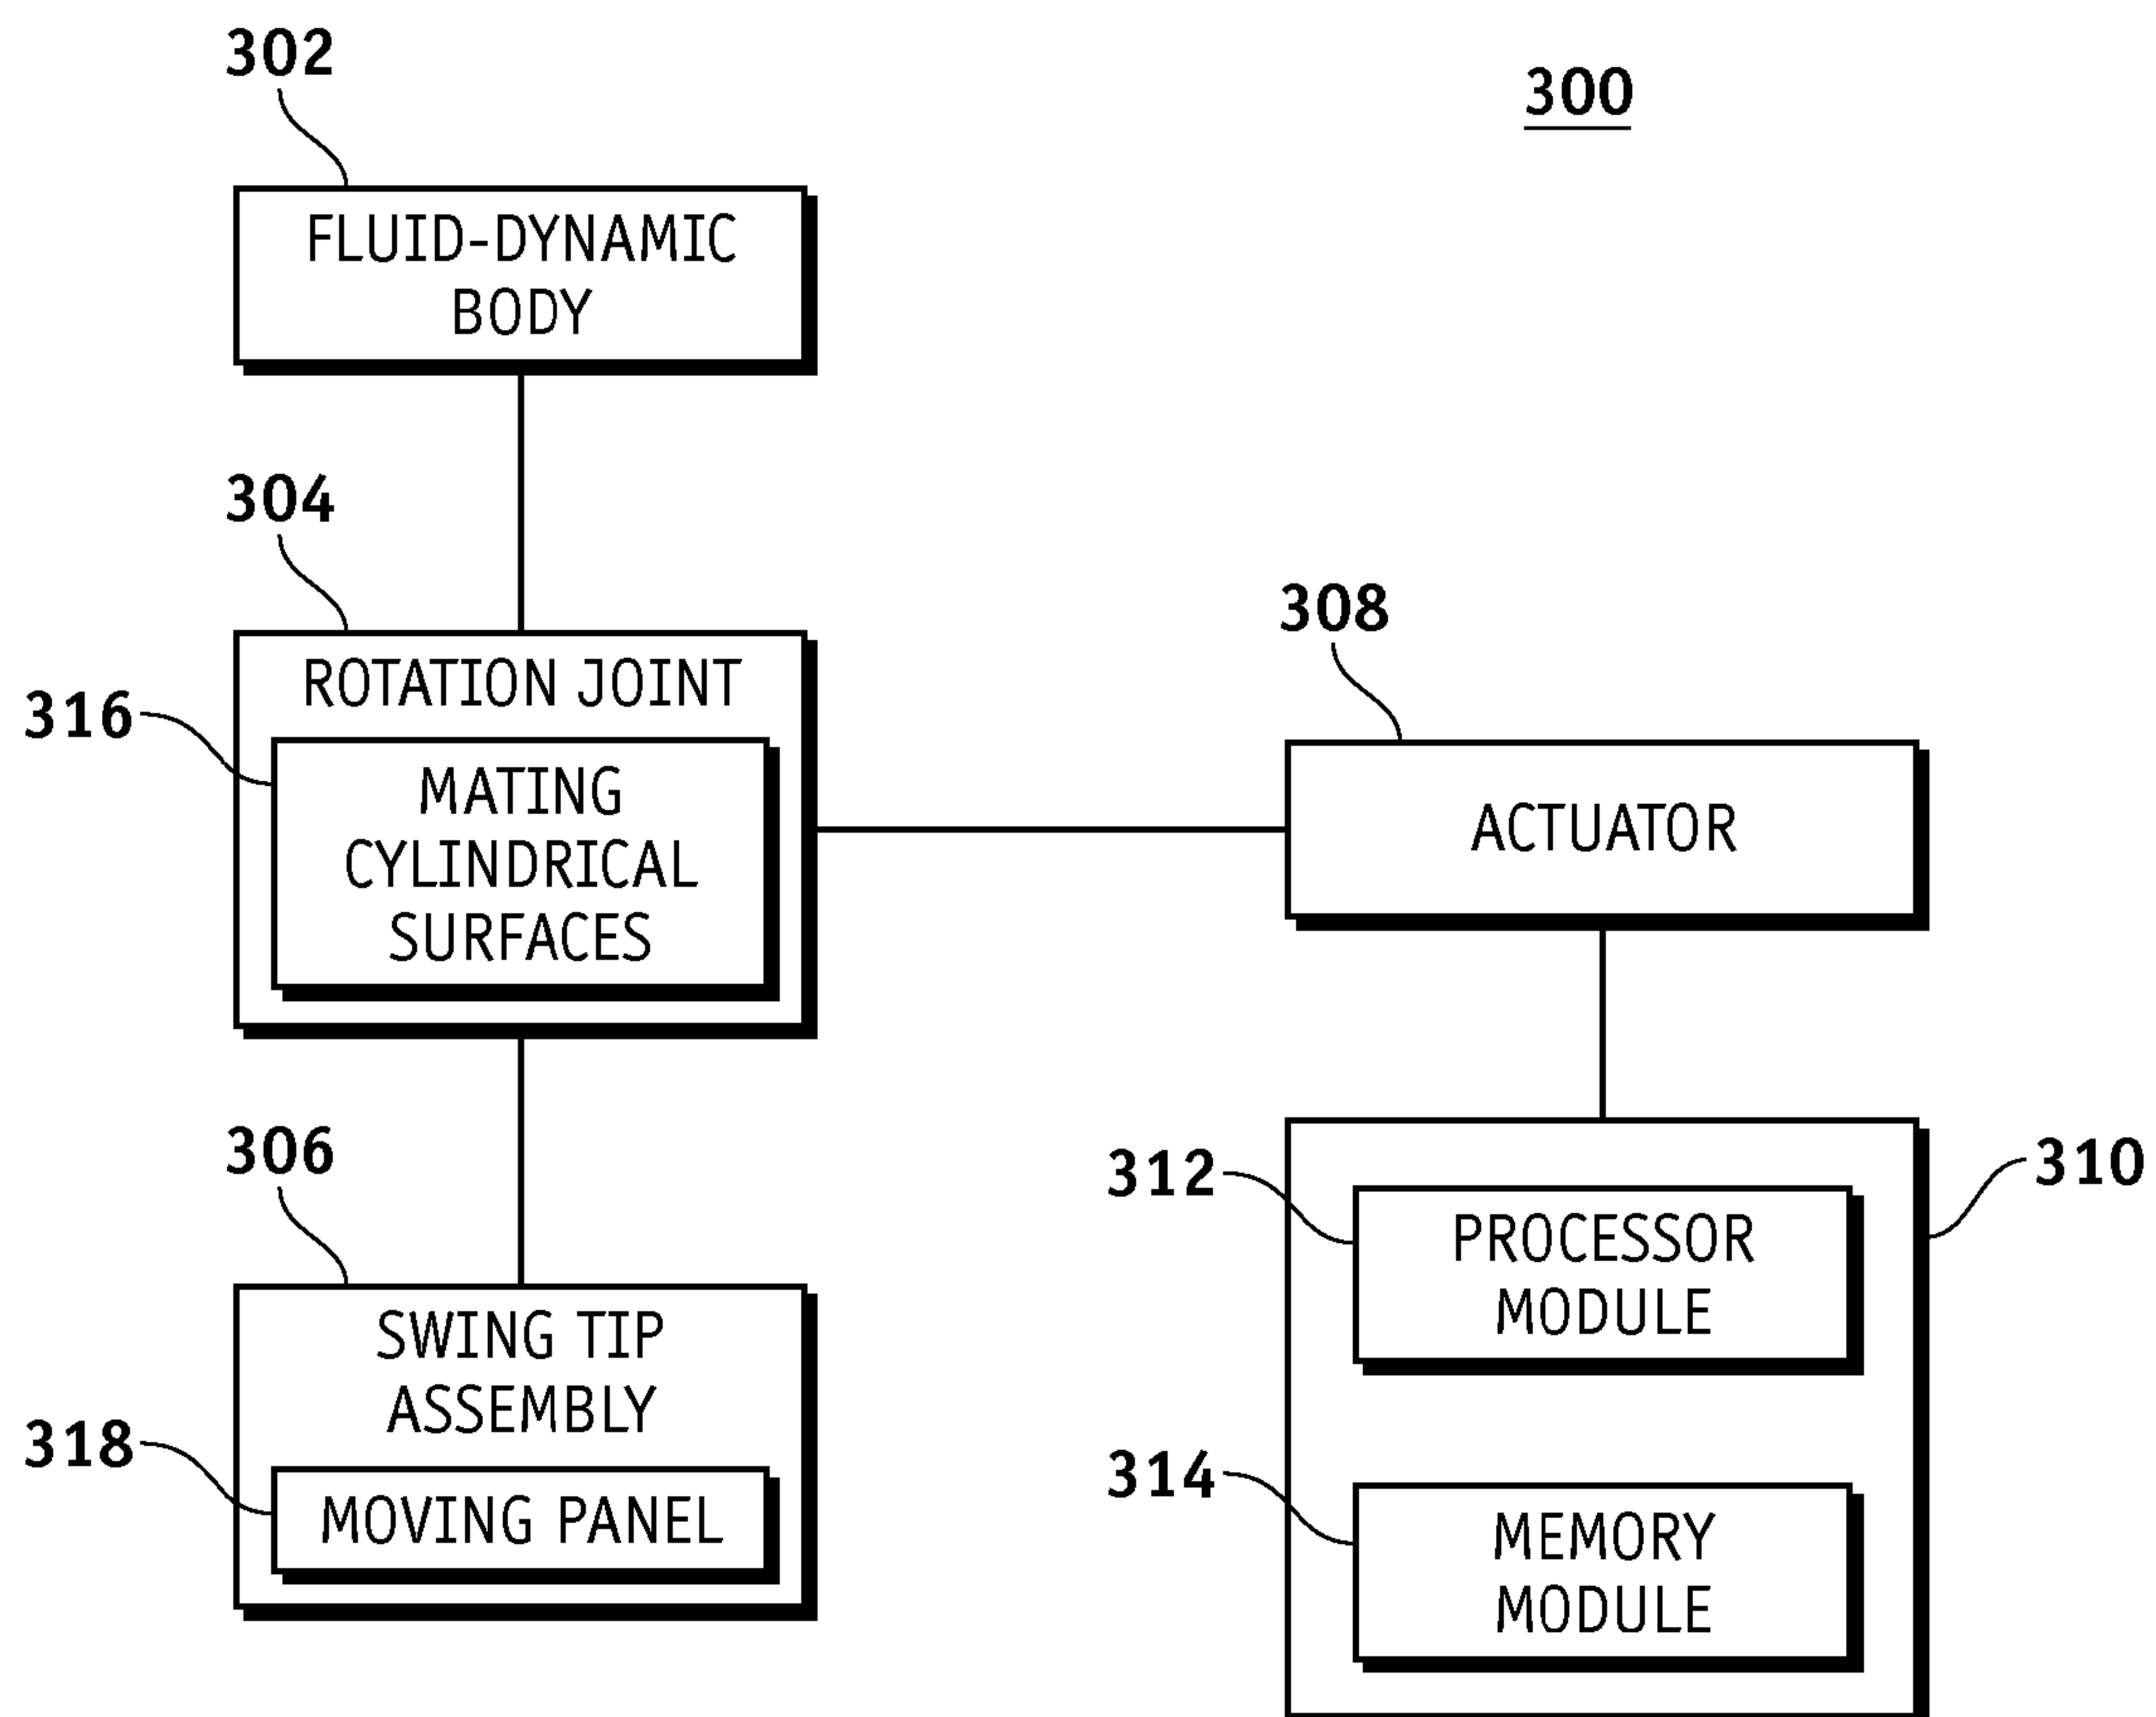 302
300
FLUID-DYNAMIC
BODY
304
ROTATION JOINT
316
MATING
CYLINDRICAL
SURFACES
308
ACTUATOR
306
SWING TIP
ASSEMBLY
318
MOVING PANEL
310
312
PROCESSOR
MODULE
314
MEMORY
MODULE